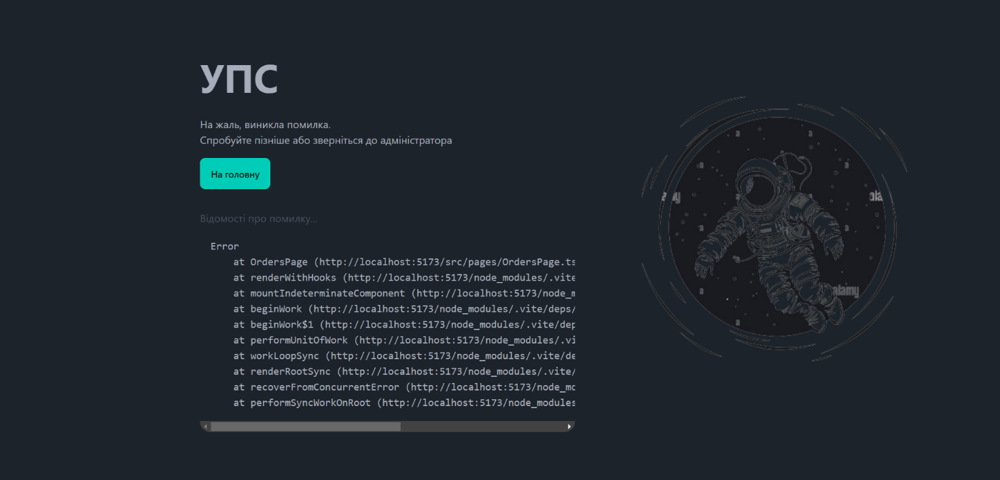 УПС
На жаль, виникла помилка.
Спробуйте пізніше або зверніться до адміністратора
На головну
Відомості про помилку...
Error
at OrdersPage (http://localhost:5173/src/pages/OrdersPage.ts
at renderWithHooks (http://localhost:5173/node_modules/.vite
at mountIndeterminateComponent (http://localhost:5173/node_m
at beginWork (http://localhost:5173/node_modules/.vite/deps/
at beginWork$1 (http://localhost:5173/node_modules/.vite/dep
at performUnitOfWork (http://localhost:5173/node_modules/.vi
at workLoopSync (http://localhost:5173/node_modules/.vite/de
at renderRootSync (http://localhost:5173/node_modules/.vite/
at recoverFromConcurrentError (http://localhost:5173/node_mo
at performSyncWorkOnRoot (http://localhost:5173/node_modules
a a
a a
amy a ala
a a
a alamy
a